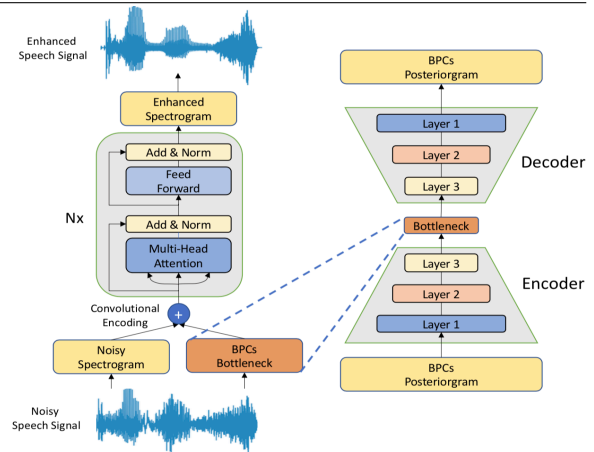 Enhanced
Speech Signal
Enhanced
Spectrogram
Add & Norm
Feed
Forward
Nx
Add & Norm
Multi-Head
Attention
Convolutional
Encoding
+
Noisy
Spectrogram
BPCs
Bottleneck
Noisy
Speech Signal
BPCs
Posteriorgram
Layer 1
Layer 2
Decoder
Layer 3
Bottleneck
Layer 3
Encoder
Layer 2
Layer 1
BPCs
Posteriorgram